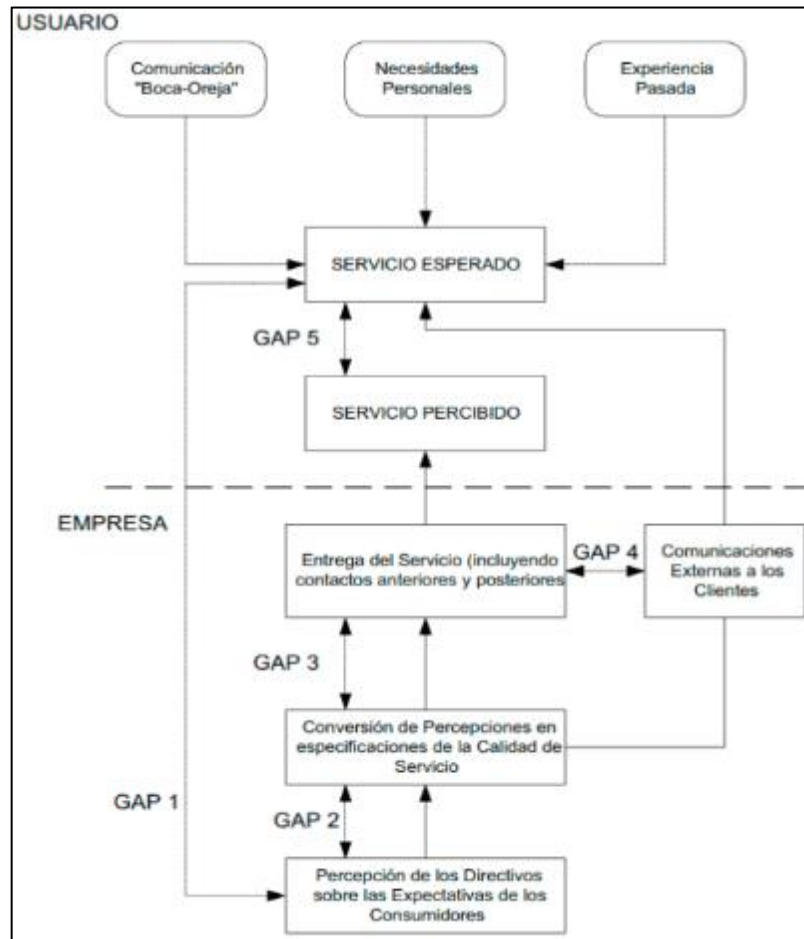 USUARIO
Comunicación
"Boca-Oreja"
Necesidades
Personales
Experiencia
Pasada
SERVICIO ESPERADO
GAP 5
SERVICIO PERCIBIDO
EMPRESA
Entrega del Servicio (incluyendo
contactos anteriores y posteriores
GAP 4
Comunicaciones
Externas a los
Clientes
GAP 3
Conversión de Percepciones en
especificaciones de la Calidad de
Servicio
GAP 1
GAP 2
Percepción de los Directivos
sobre las Expectativas de los
Consumidores